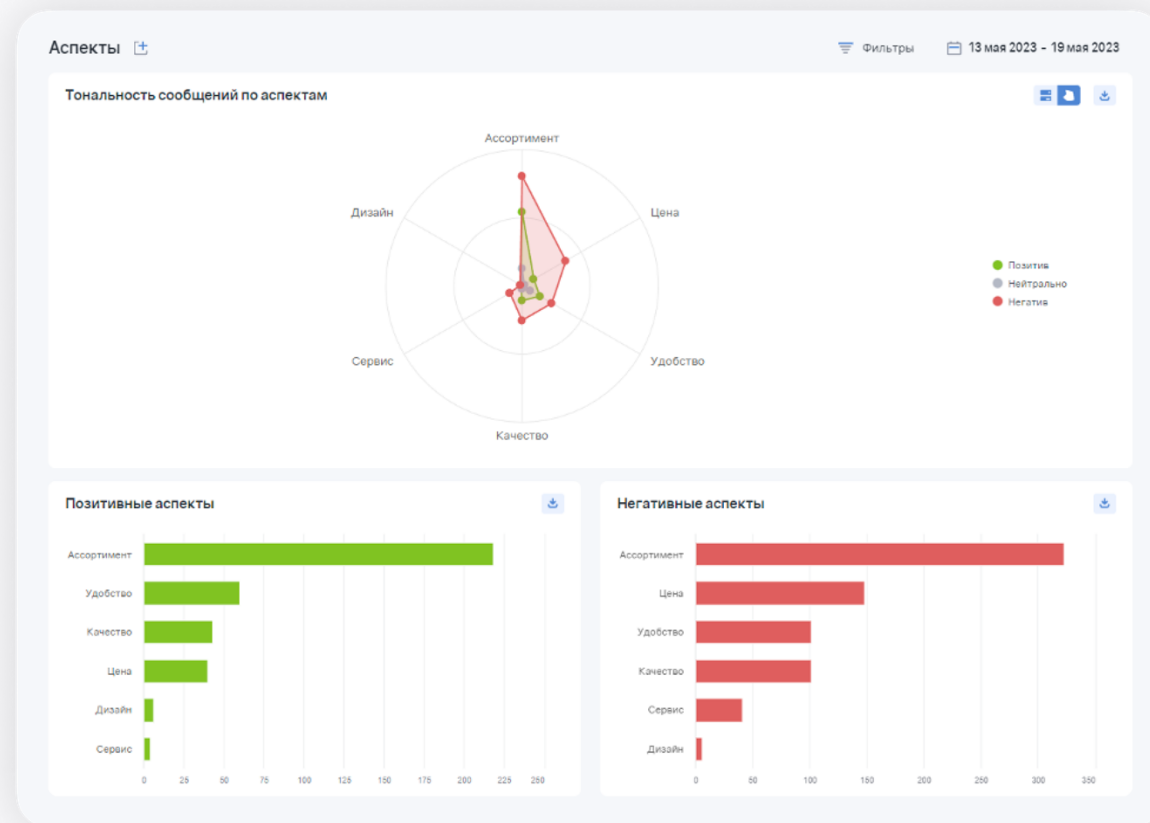 Аспекты
Фильтры
13 мая 2023 - 19 мая 2023
Тональность сообщений по аспектам
Ассортимент
Дизайн
Цена
Позитив
Нейтрально
Негатив
Сервис
Удобство
Качество
Позитивные аспекты
Ассортимент
Удобство
Качество
Цена
Дизайн
Сервис
0 25 50 75 100 125 150 175 200 225 250
Негативные аспекты
Ассортимент
Цена
Удобство
Качество
Сервис
Дизайн
0 50 100 150 200 250 300 350